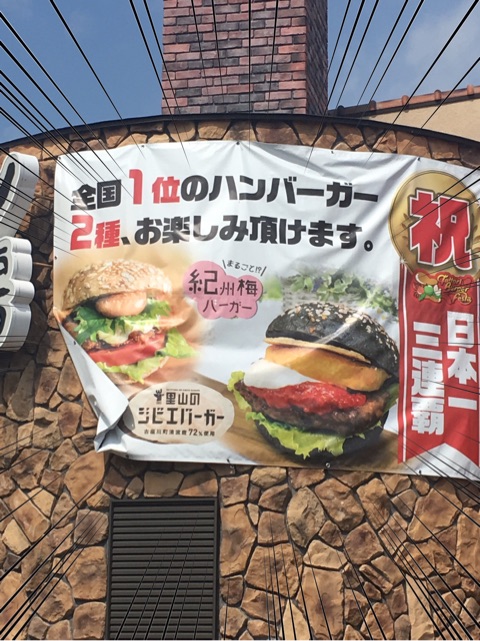 全国1位のハンバーガー
2種、お楽しみ頂けます。
祝
日本一
三連覇
まるごと!?
紀州梅
バーガー
里山の
ジビエバーガー